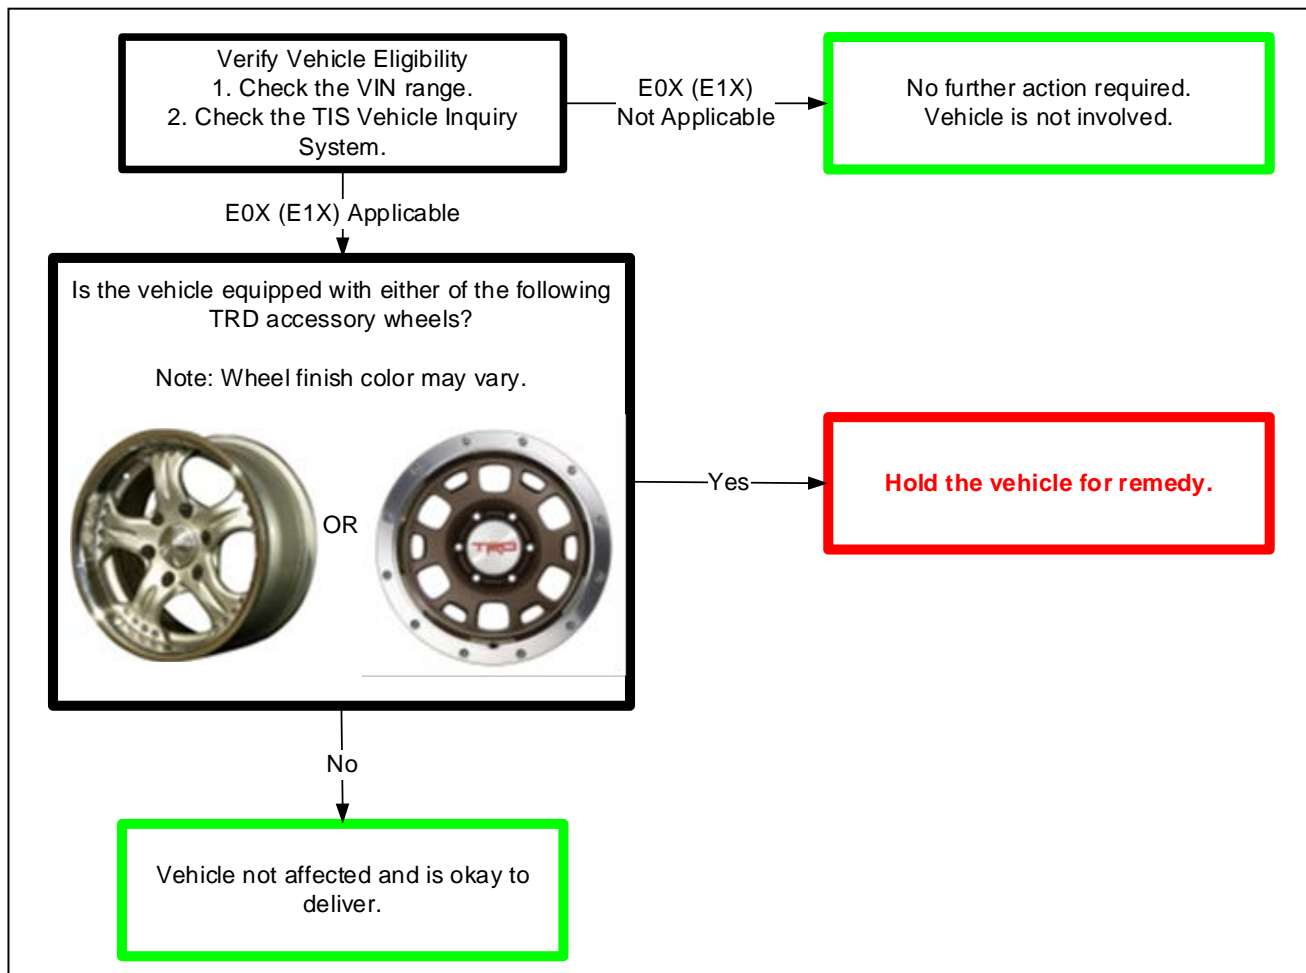 Verify Vehicle Eligibility
1. Check the VIN range.
2. Check the TIS Vehicle Inquiry
System.
E0X (E1X)
Not Applicable
No further action required.
Vehicle is not involved.
E0X (E1X) Applicable
Is the vehicle equipped with either of the following
TRD accessory wheels?
Note: Wheel finish color may vary.
OR
TRD
Yes
Hold the vehicle for remedy.
No
Vehicle not affected and is okay to
deliver.